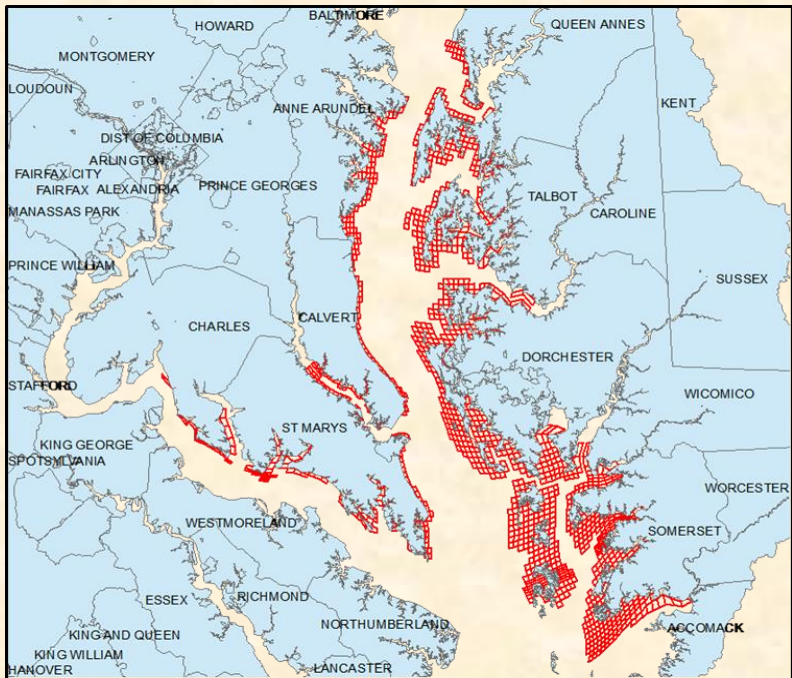 BALTIMORE
HOWARD
QUEEN ANNES
MONTGOMERY
LOUDOUN
KENT
ANNE ARUNDEL
DIST OF COLUMBIA
ARLINGTON
FAIRFAX CITY
FAIRFAX
ALEXANDRIA
PRINCE GEORGES
TALBOT
MANASSAS PARK
CAROLINE
PRINCE WILLIAM
SUSSEX
CHARLES
CALVERT
DORCHESTER
STAFFORD
WICOMICO
ST MARYS
KING GEORGE
SPOTSYLVANIA
WORCESTER
WESTMORELAND
SOMERSET
ESSEX
RICHMOND
NORTHUMBERLAND
ACCOMACK
KING AND QUEEN
KING WILLIAM
HANOVER
LANCASTER